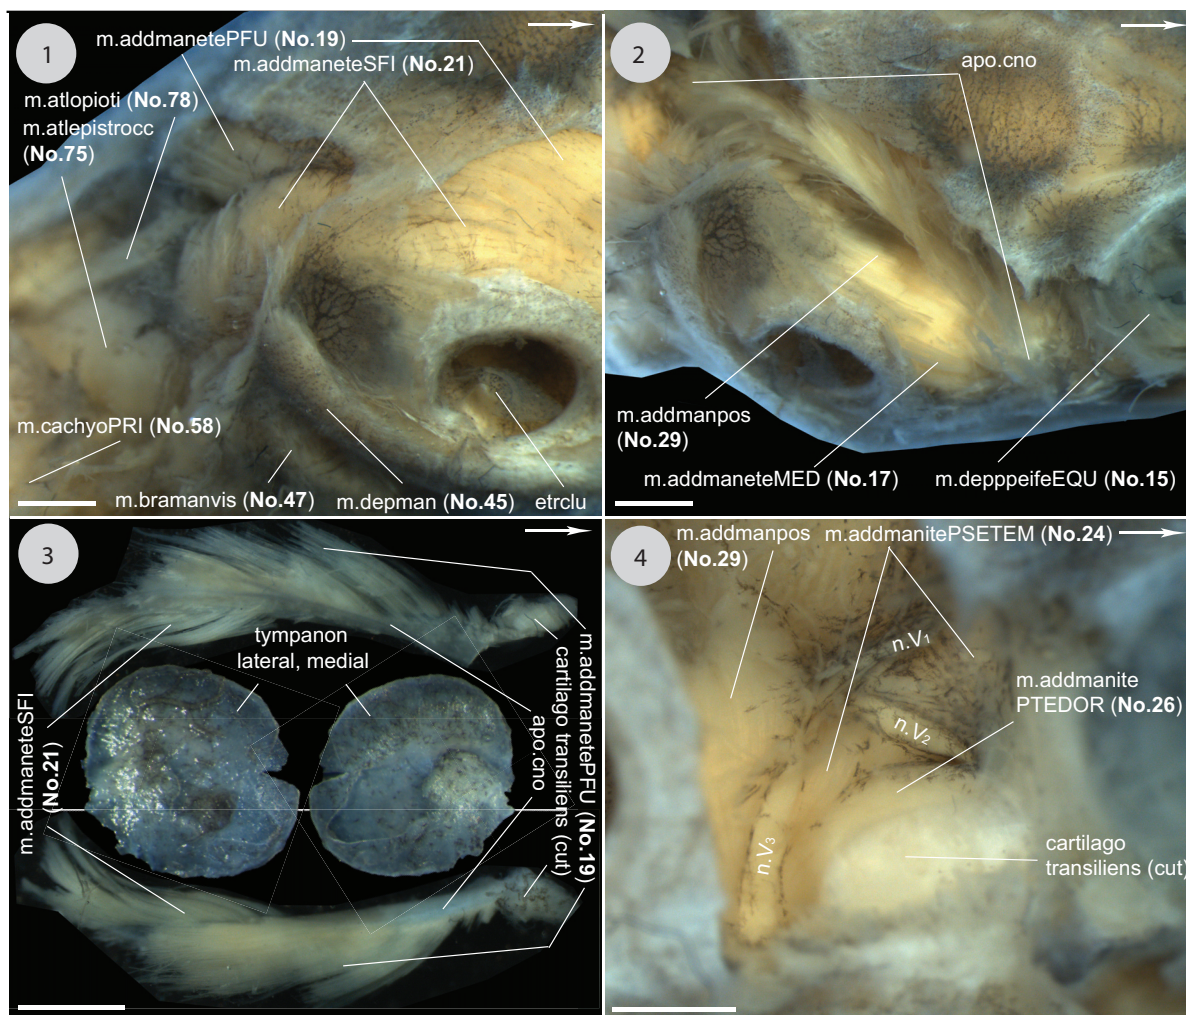 1
m.addmanetePFU (No.19)
m.addmaneteSFI (No.21)
m.atlopioti (No.78)
m.atlepistrocc
(No.75)
m.cachyoPRI (No.58)
m.bramanvis (No.47)
m.depman (No.45)
etrclu
2
apo.cno
m.addmanpos
(No.29)
m.addmaneteMED (No.17)
m.depppeifeEQU (No.15)
3
tympanon
lateral, medial
m.addmaneteSFI
(No.21)
m.addmanetePFU (No.19)
cartilago transiliens (cut)
apo.cno
4
m.addmanpos
(No.29)
m.addmanitePSETEM (No.24)
n.V1
n.V2
n.V3
m.addmanite
PTEDOR (No.26)
cartilago
transiliens (cut)